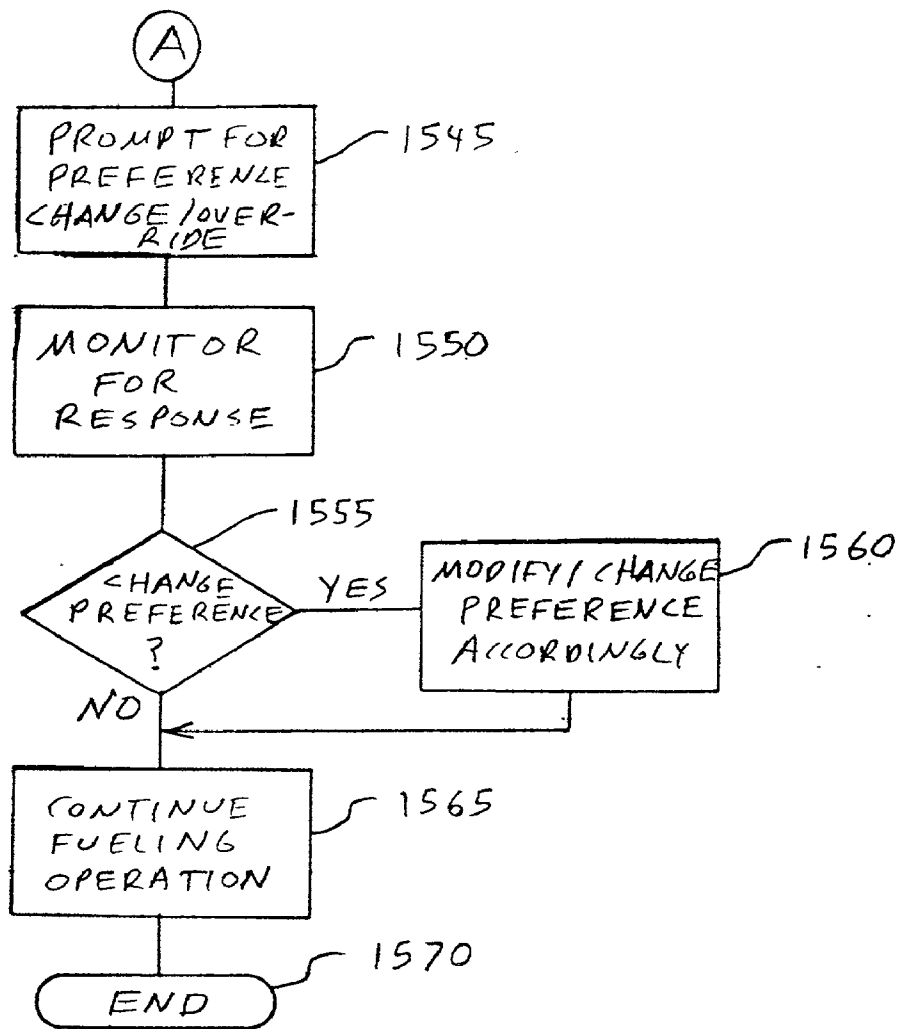 A
PROMPT FOR
PREFERENCE
CHANGE/OVER-
RIDE
1545
MONITOR
FOR
RESPONSE
1550
1555
CHANGE
PREFERENCE
?
YES
MODIFY/CHANGE
PREFERENCE
ACCORDINGLY
1560
NO
CONTINUE
FUELING
OPERATION
1565
END
1570